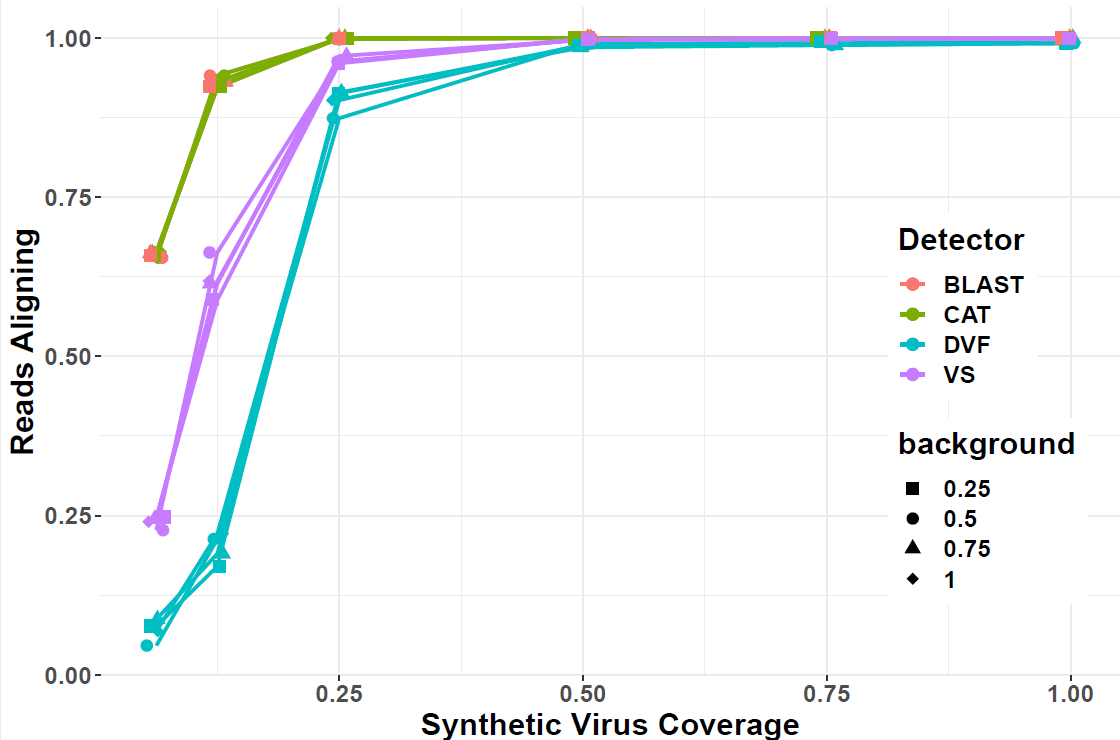 1.00
0.75
0.50
0.25
0.00
Reads Aligning
0.25
0.50
0.75
1.00
Synthetic Virus Coverage
Detector
BLAST
CAT
DVF
VS
background
0.25
0.5
0.75
1